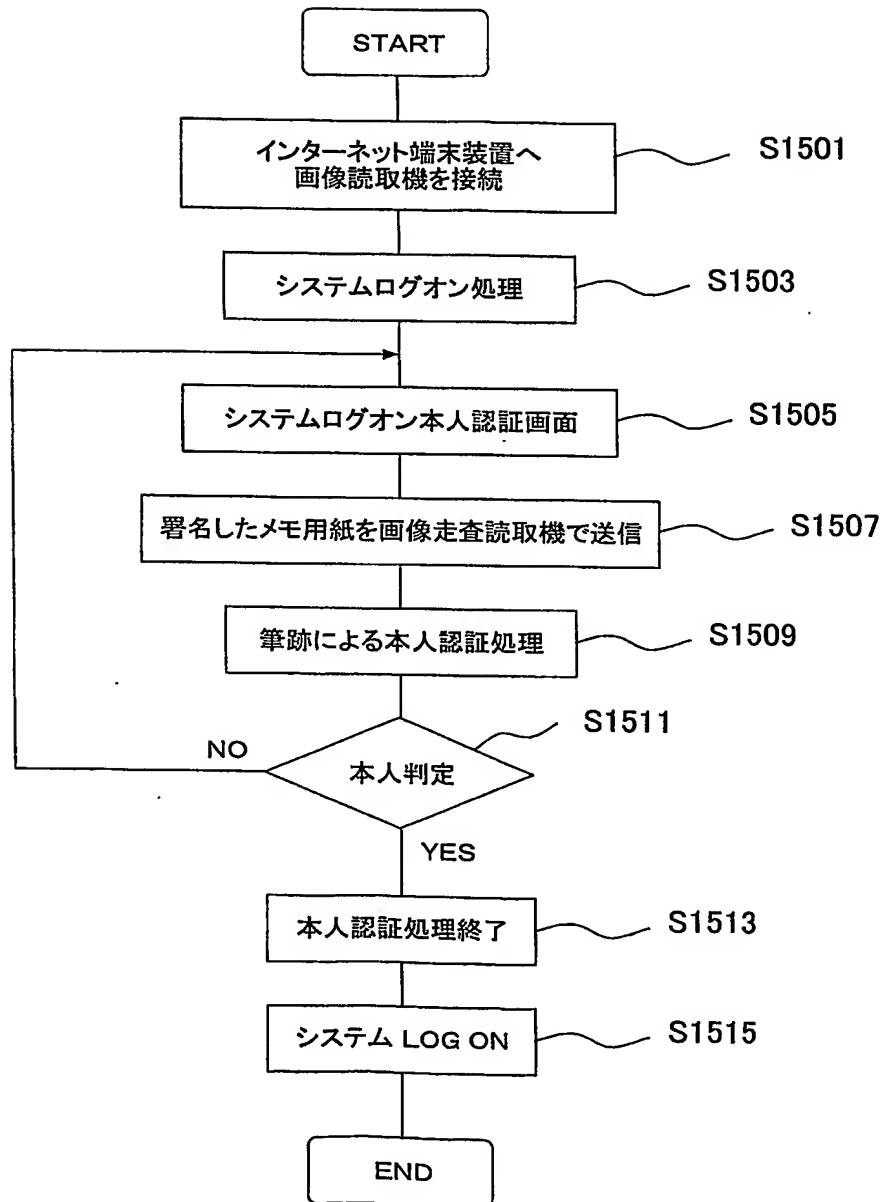 START
インターネット端末装置へ
画像読取機を接続
S1501
システムログオン処理
S1503
システムログオン本人認証画面
S1505
署名したメモ用紙を画像走査読取機で送信
S1507
筆跡による本人認証処理
S1509
本人判定
S1511
NO
YES
本人認証処理終了
S1513
システム LOG ON
S1515
END